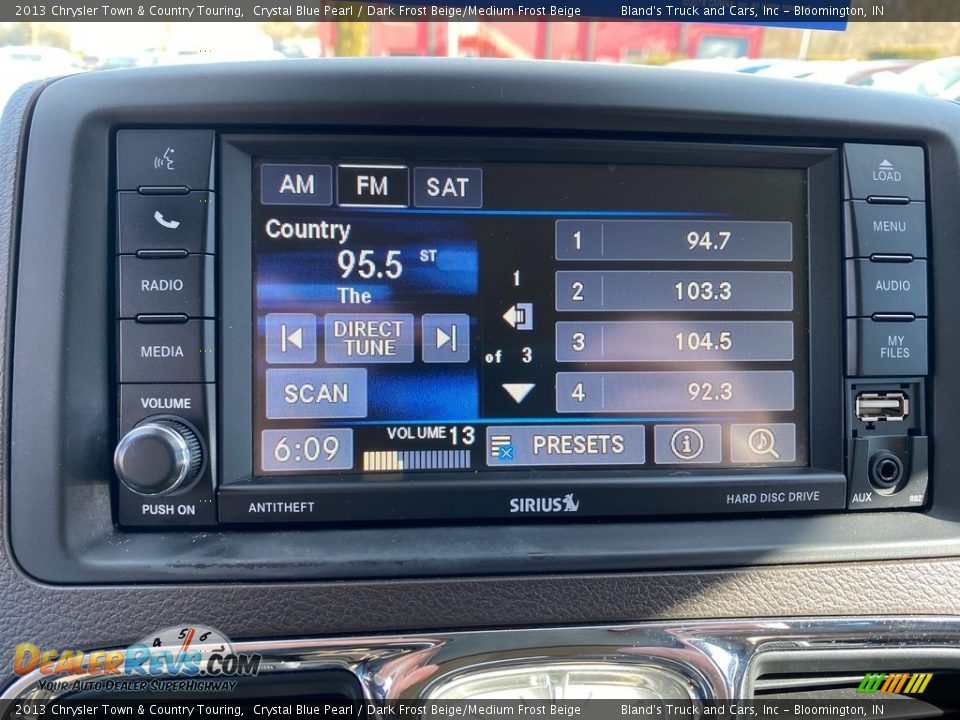 2013 Chrysler Town & Country Touring, Crystal Blue Pearl / Dark Frost Beige/Medium Frost Beige Bland's Truck and Cars, Inc – Bloomington, IN
AM FM SAT
LOAD
MENU
AUDIO
MY FILES
RADIO
MEDIA
VOLUME
PUSH ON
Country
95.5 ST
The
DIRECT TUNE
SCAN
1
of 3
1 94.7
2 103.3
3 104.5
4 92.3
6:09
VOLUME 13
PRESETS
ANTITHEFT
SIRIUS
HARD DISC DRIVE
AUX
RBZ
4 5 6
DEALERREVS.COM
YOUR AUTO DEALER SUPERHIGHWAY
2013 Chrysler Town & Country Touring, Crystal Blue Pearl / Dark Frost Beige/Medium Frost Beige Bland's Truck and Cars, Inc – Bloomington, IN